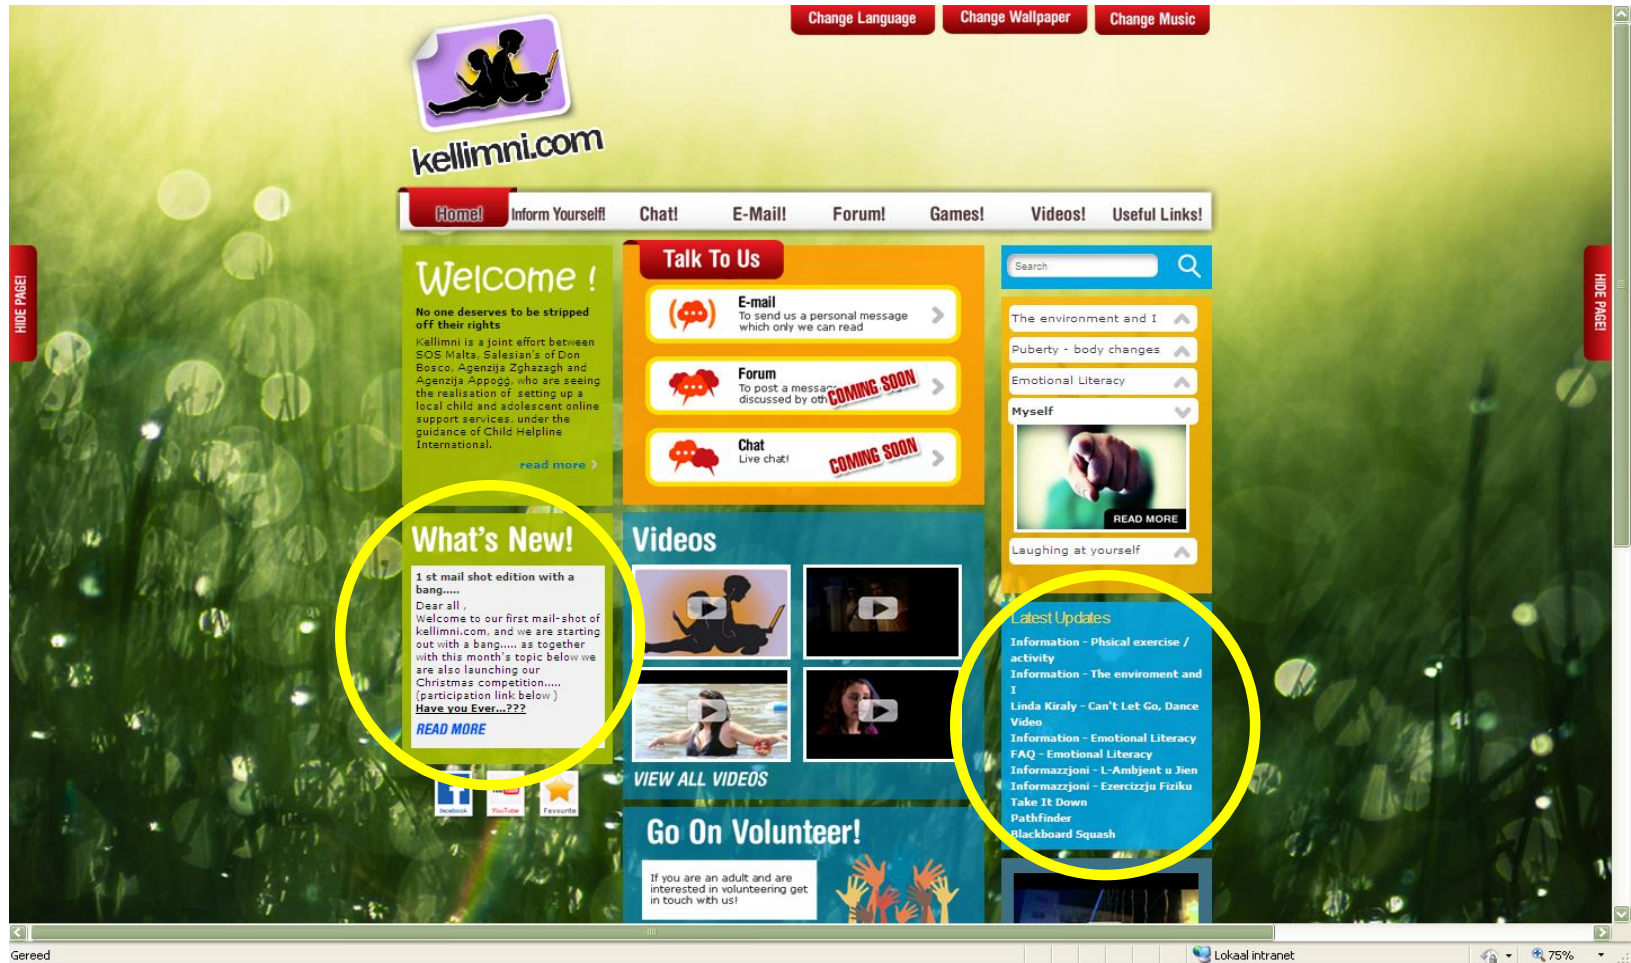 Change Language
Change Wallpaper
Change Music
kellimni.com
Home!
Inform Yourself!
Chat!
E-Mail!
Forum!
Games!
Videos!
Useful Links!
HIDE PAGE!
Welcome !
No one deserves to be stripped
off their rights
Kellimni is a joint effort between
SOS Malta, Salesian's of Don
Bosco, Agenzija Zghazagh and
Agenzija Appoġġ, who are seeing
the realisation of setting up a
local child and adolescent online
support services, under the
guidance of Child Helpline
International.
read more
What's New!
1 st mail shot edition with a
bang.....
Dear all ,
Welcome to our first mail-shot of
kellimni.com, and we are starting
out with a bang..... as together
with this month's topic below we
are also launching our
Christmas competition.....
(participation link below )
Have you Ever...???
READ MORE
facebook
YouTube
Favourite
Talk To Us
E-mail
To send us a personal message
which only we can read
Forum
To post a messag
discussed by oth
COMING SOON
Chat
Live chat!
COMING SOON
Videos
VIEW ALL VIDEOS
Go On Volunteer!
If you are an adult and are
interested in volunteering get
in touch with us!
Search
The environment and I
Puberty - body changes
Emotional Literacy
Myself
READ MORE
Laughing at yourself
Latest Updates
Information - Phsical exercise /
activity
Information - The enviroment and
I
Linda Kiraly - Can't Let Go, Dance
Video
Information - Emotional Literacy
FAQ - Emotional Literacy
Informazzjoni - L-Ambjent u Jien
Informazzjoni - Ezercizzju Fiziku
Take It Down
Pathfinder
Blackboard Squash
HIDE PAGE!
Gereed
Lokaal intranet
75%